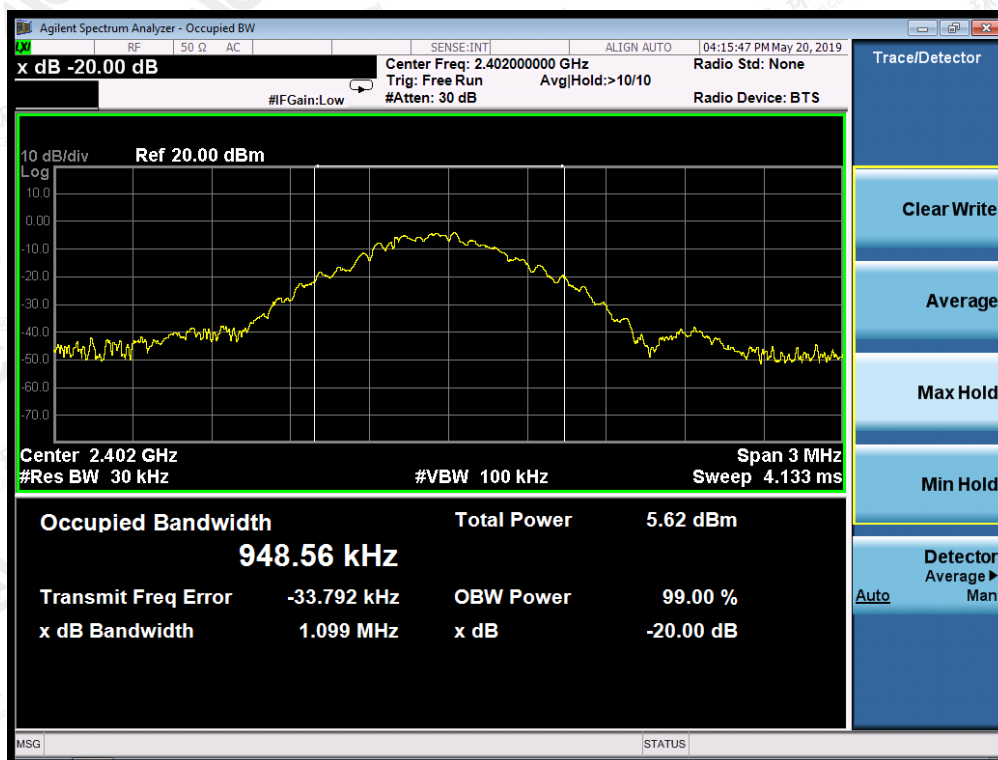 Agilent Spectrum Analyzer - Occupied BW
LXI RF 50 Ω AC SENSE:INT ALIGN AUTO 04:15:47 PM May 20, 2019
x dB -20.00 dB
Center Freq: 2.402000000 GHz Radio Std: None
Trig: Free Run Avg|Hold:>10/10
#IFGain:Low #Atten: 30 dB Radio Device: BTS
10 dB/div Ref 20.00 dBm
Log
10.0
0.00
-10.0
-20.0
-30.0
-40.0
-50.0
-60.0
-70.0
Center 2.402 GHz Span 3 MHz
#Res BW 30 kHz #VBW 100 kHz Sweep 4.133 ms
Occupied Bandwidth Total Power 5.62 dBm
948.56 kHz
Transmit Freq Error -33.792 kHz OBW Power 99.00 %
x dB Bandwidth 1.099 MHz x dB -20.00 dB
MSG STATUS
Trace/Detector
Clear Write
Average
Max Hold
Min Hold
Detector
Average▶
Auto Man